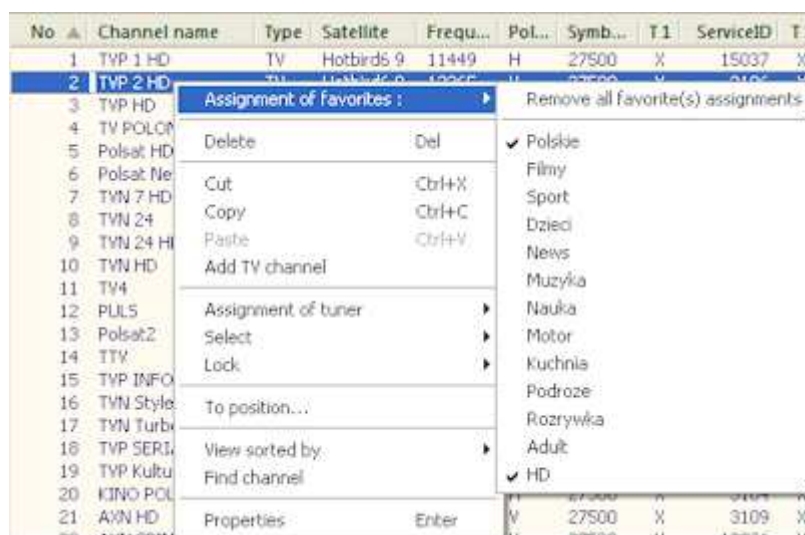 No Channel name Type Satellite Frequ... Pol... Symb... T1 ServiceID
1 TVP 1 HD TV Hotbird6 9 11449 H 27500 X 15037 X
2 TVP 2 HD
3 TVP HD
4 TV POLON
5 Polsat HD
6 Polsat Ne
7 TVN 7 HD
8 TVN 24
9 TVN 24 H
10 TVN HD
11 TV4
12 PULS
13 Polsat2
14 TTV
15 TVP INFO
16 TVN Style
17 TVN Turb
18 TVP SERI
19 TVP Kultu
20 KINO POL
21 AXN HD V 27500 X 3109 X
Assignment of favorites :
Delete Del
Cut Ctrl+X
Copy Ctrl+C
Paste Ctrl+V
Add TV channel
Assignment of tuner
Select
Lock
To position...
View sorted by
Find channel
Properties Enter
Remove all favorite(s) assignments
Polskie
Filmy
Sport
Dzieci
News
Muzyka
Nauka
Motor
Kuchnia
Podroze
Rozrywka
Adult
HD